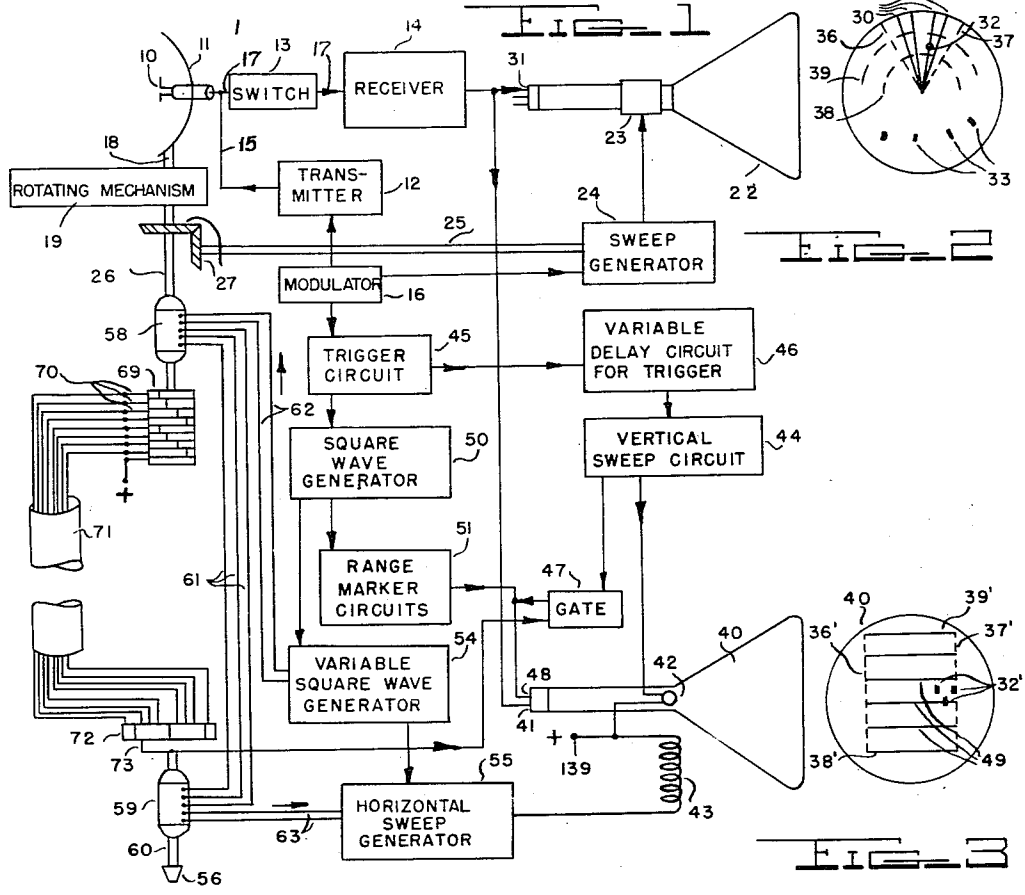 FIG-1
1
10
11
17
13
17
14
SWITCH
RECEIVER
31
23
22
30
36
32
37
39
38
33
FIG-2
15
18
ROTATING MECHANISM
19
TRANS-
MITTER
12
24
SWEEP
GENERATOR
25
26
27
MODULATOR
16
58
45
TRIGGER
CIRCUIT
VARIABLE
DELAY CIRCUIT
FOR TRIGGER
46
70
69
62
+
SQUARE
WAVE
GENERATOR
50
VERTICAL
SWEEP CIRCUIT
44
71
61
RANGE
MARKER
CIRCUITS
51
47
GATE
VARIABLE
SQUARE WAVE
GENERATOR
54
48
41
42
40
40
39'
36'
37'
32'
38'
49
72
73
+
139
43
59
63
55
HORIZONTAL
SWEEP
GENERATOR
60
56
FIG-3